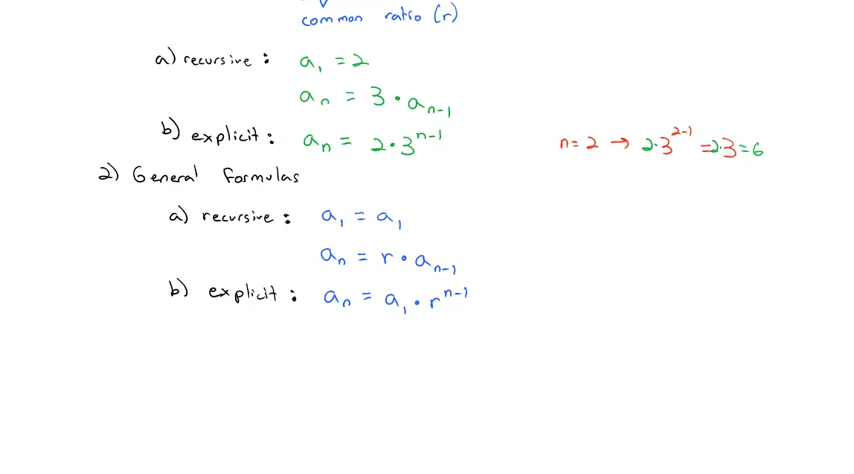 common ratio (r)
a) recursive : a₁ = 2
aₙ = 3 • aₙ₋₁
b) explicit : aₙ = 2 • 3ⁿ⁻¹
n = 2 → 2•3²⁻¹ = 2•3 = 6
2) General Formulas
a) recursive : a₁ = a₁
aₙ = r • aₙ₋₁
b) explicit : aₙ = a₁ • rⁿ⁻¹